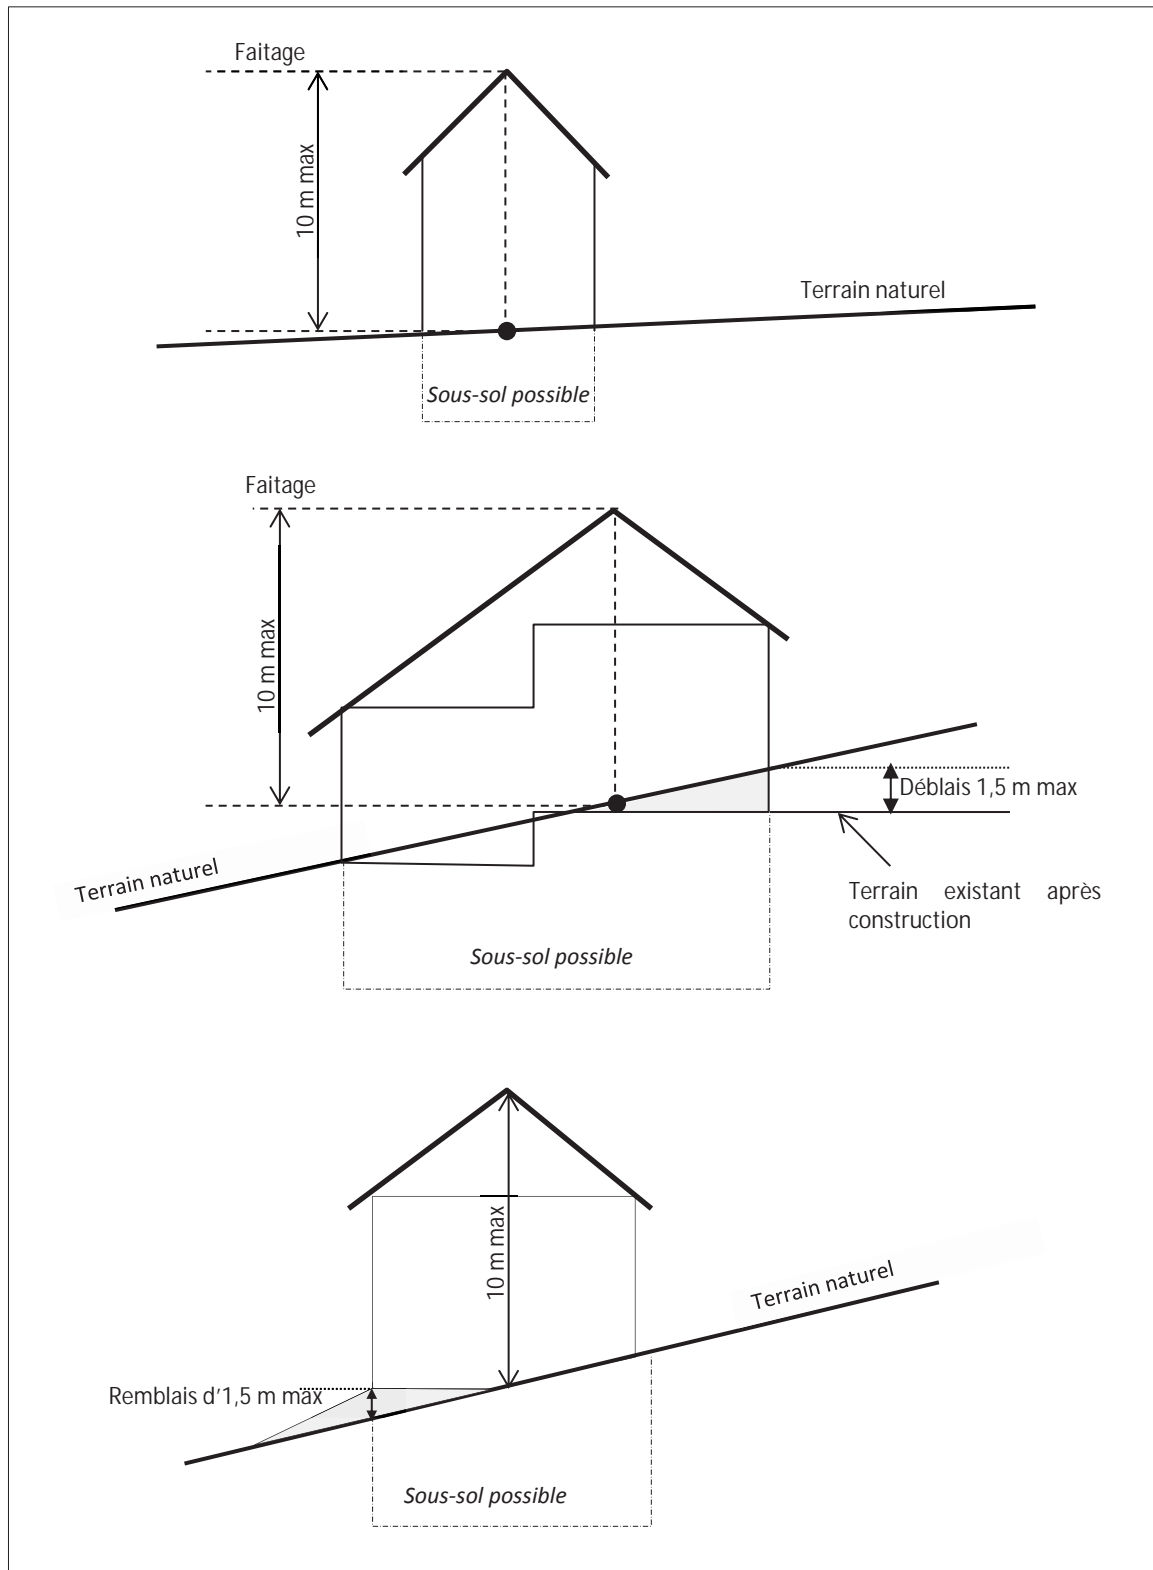 Faitage
10 m max
Terrain naturel
Sous-sol possible
Faitage
10 m max
Déblais 1,5 m max
Terrain naturel
Terrain existant après
construction
Sous-sol possible
10 m max
Terrain naturel
Remblais d'1,5 m max
Sous-sol possible